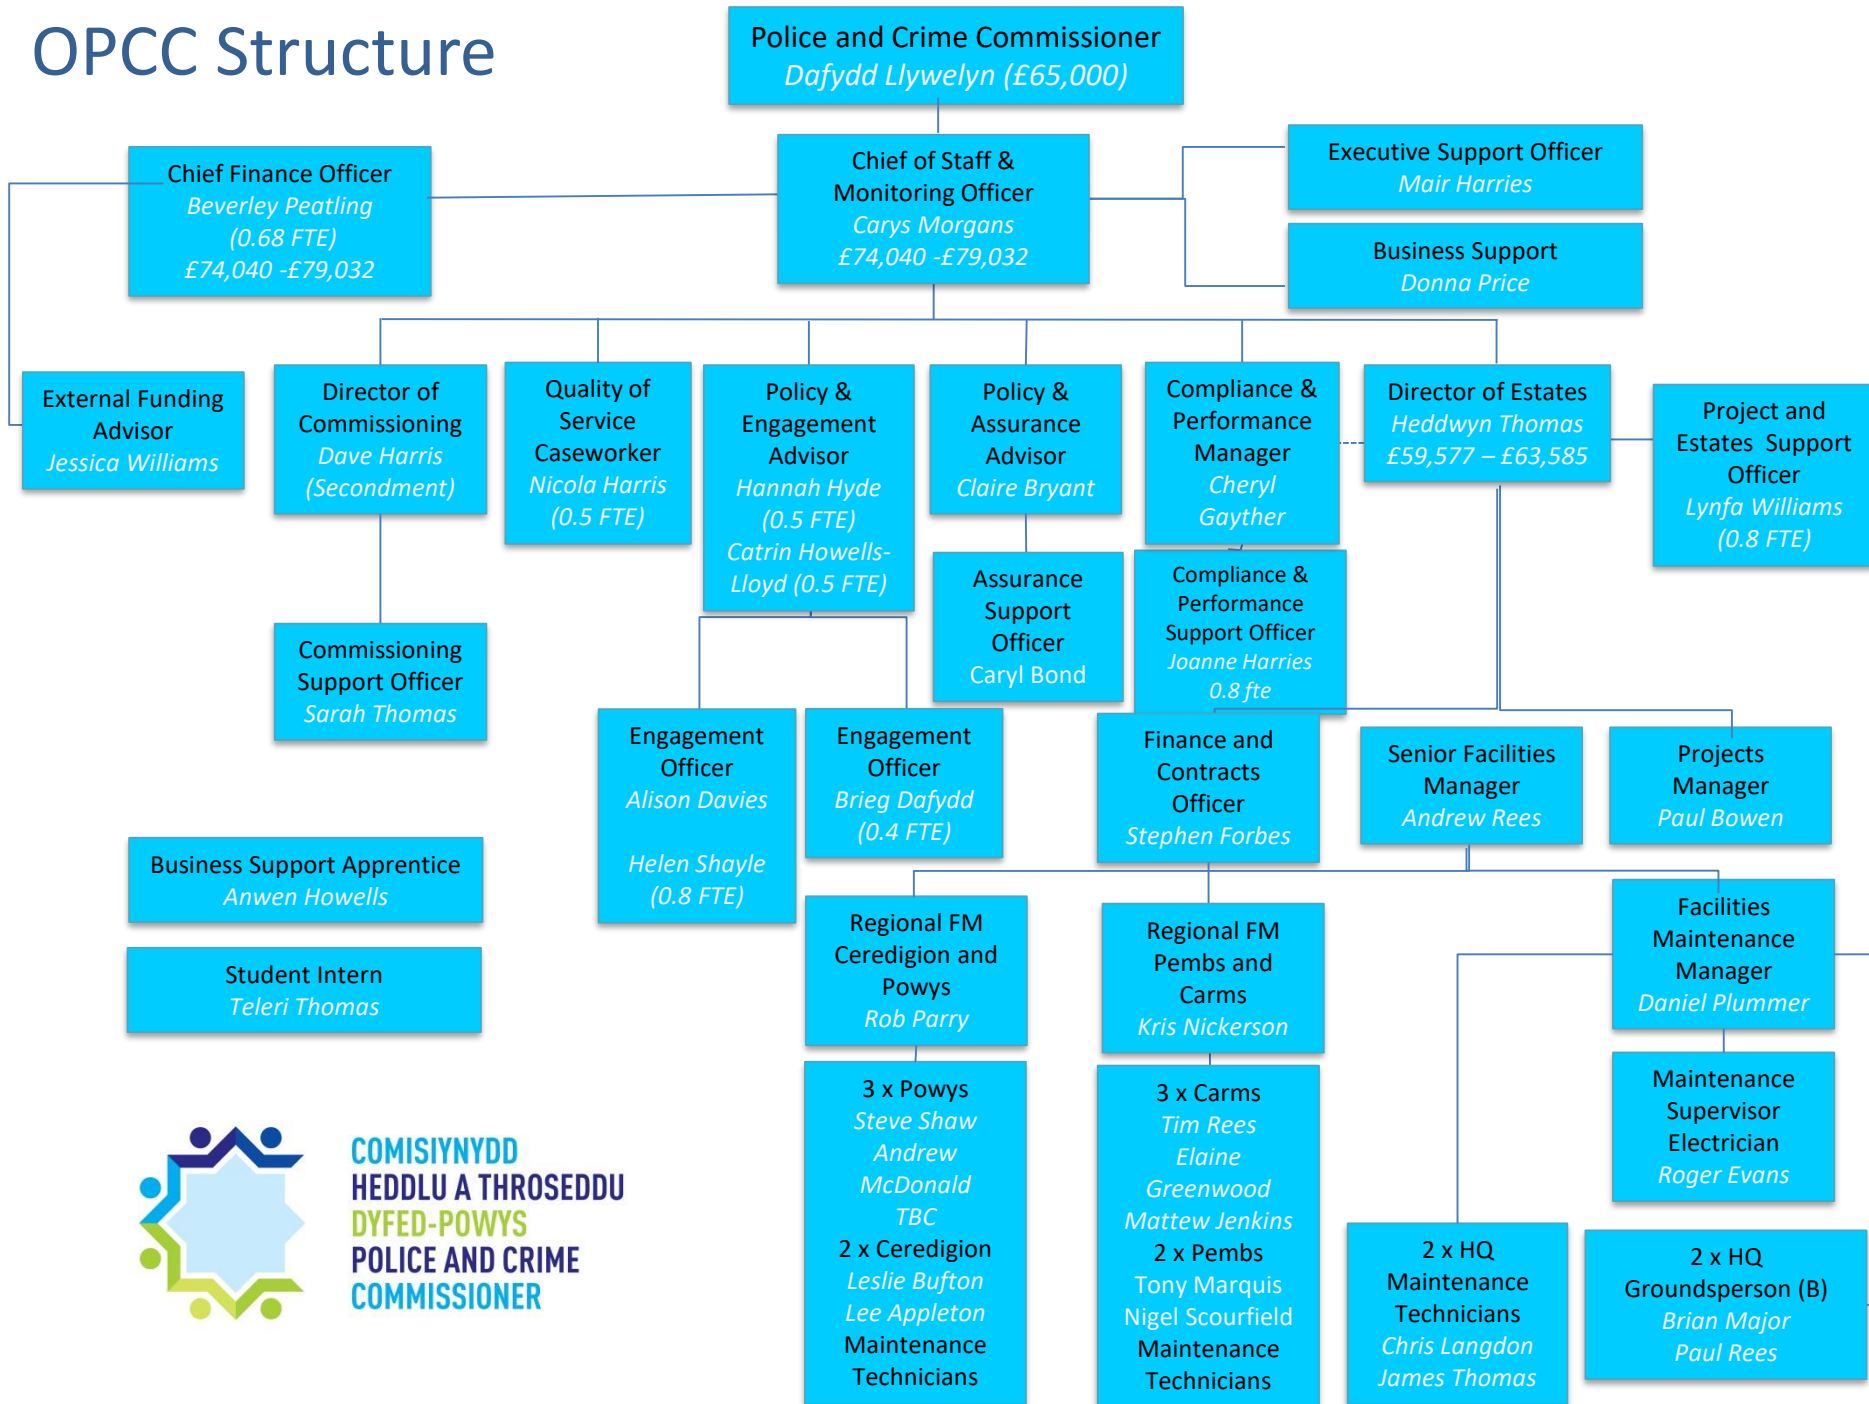 OPCC Structure
Police and Crime Commissioner
Dafydd Llywelyn (£65,000)
Chief Finance Officer
Beverley Peatling
(0.68 FTE)
£74,040 -£79,032
Chief of Staff &
Monitoring Officer
Carys Morgans
£74,040 -£79,032
Executive Support Officer
Mair Harries
Business Support
Donna Price
External Funding
Advisor
Jessica Williams
Director of
Commissioning
Dave Harris
(Secondment)
Quality of
Service
Caseworker
Nicola Harris
(0.5 FTE)
Policy &
Engagement
Advisor
Hannah Hyde
(0.5 FTE)
Catrin Howells-
Lloyd (0.5 FTE)
Policy &
Assurance
Advisor
Claire Bryant
Compliance &
Performance
Manager
Cheryl
Gayther
Director of Estates
Heddwyn Thomas
£59,577 – £63,585
Project and
Estates Support
Officer
Lynfa Williams
(0.8 FTE)
Commissioning
Support Officer
Sarah Thomas
Assurance
Support
Officer
Caryl Bond
Compliance &
Performance
Support Officer
Joanne Harries
0.8 fte
Engagement
Officer
Alison Davies
Helen Shayle
(0.8 FTE)
Engagement
Officer
Brieg Dafydd
(0.4 FTE)
Finance and
Contracts
Officer
Stephen Forbes
Senior Facilities
Manager
Andrew Rees
Projects
Manager
Paul Bowen
Business Support Apprentice
Anwen Howells
Student Intern
Teleri Thomas
Regional FM
Ceredigion and
Powys
Rob Parry
Regional FM
Pembs and
Carms
Kris Nickerson
Facilities
Maintenance
Manager
Daniel Plummer
3 x Powys
Steve Shaw
Andrew
McDonald
TBC
2 x Ceredigion
Leslie Bufton
Lee Appleton
Maintenance
Technicians
3 x Carms
Tim Rees
Elaine
Greenwood
Mattew Jenkins
2 x Pembs
Tony Marquis
Nigel Scourfield
Maintenance
Technicians
Maintenance
Supervisor
Electrician
Roger Evans
2 x HQ
Maintenance
Technicians
Chris Langdon
James Thomas
2 x HQ
Groundsperson (B)
Brian Major
Paul Rees
COMISIYNYDD
HEDDLU A THROSEDDU
DYFED-POWYS
POLICE AND CRIME
COMMISSIONER